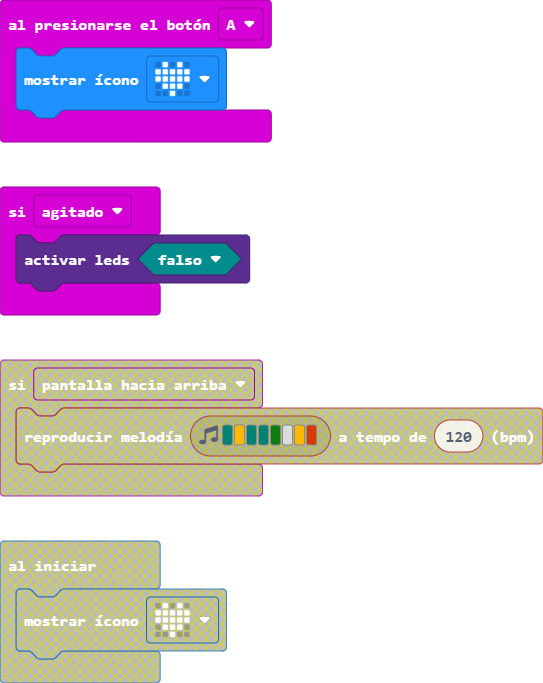 al presionarse el botón A
mostrar ícono
si agitado
activar leds falso
si pantalla hacia arriba
reproducir melodía a tempo de 120 (bpm)
al iniciar
mostrar ícono